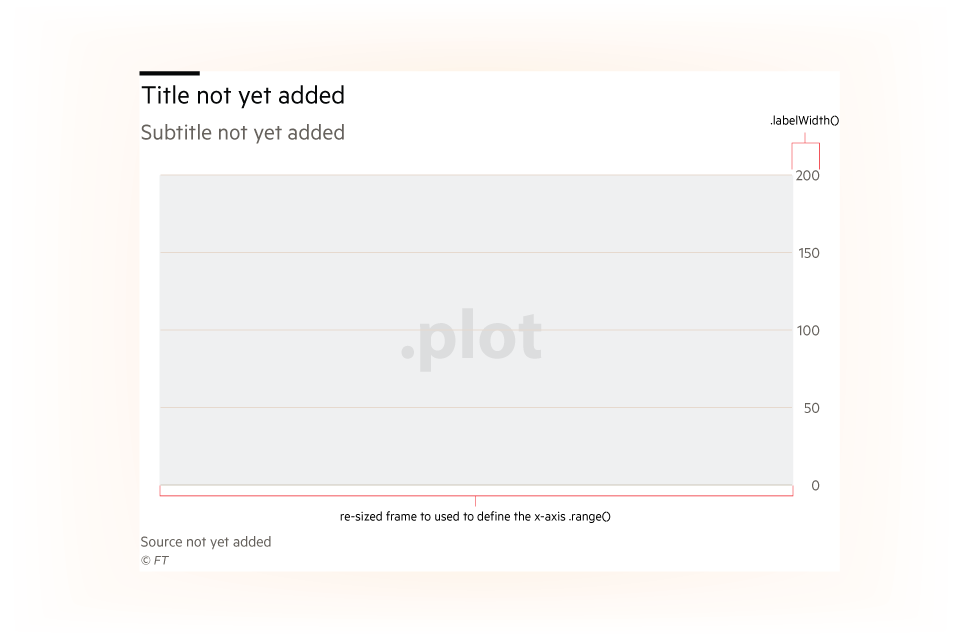 Title not yet added
Subtitle not yet added
.labelWidth()
200
150
100
50
0
.plot
re-sized frame to used to define the x-axis .range()
Source not yet added
© FT